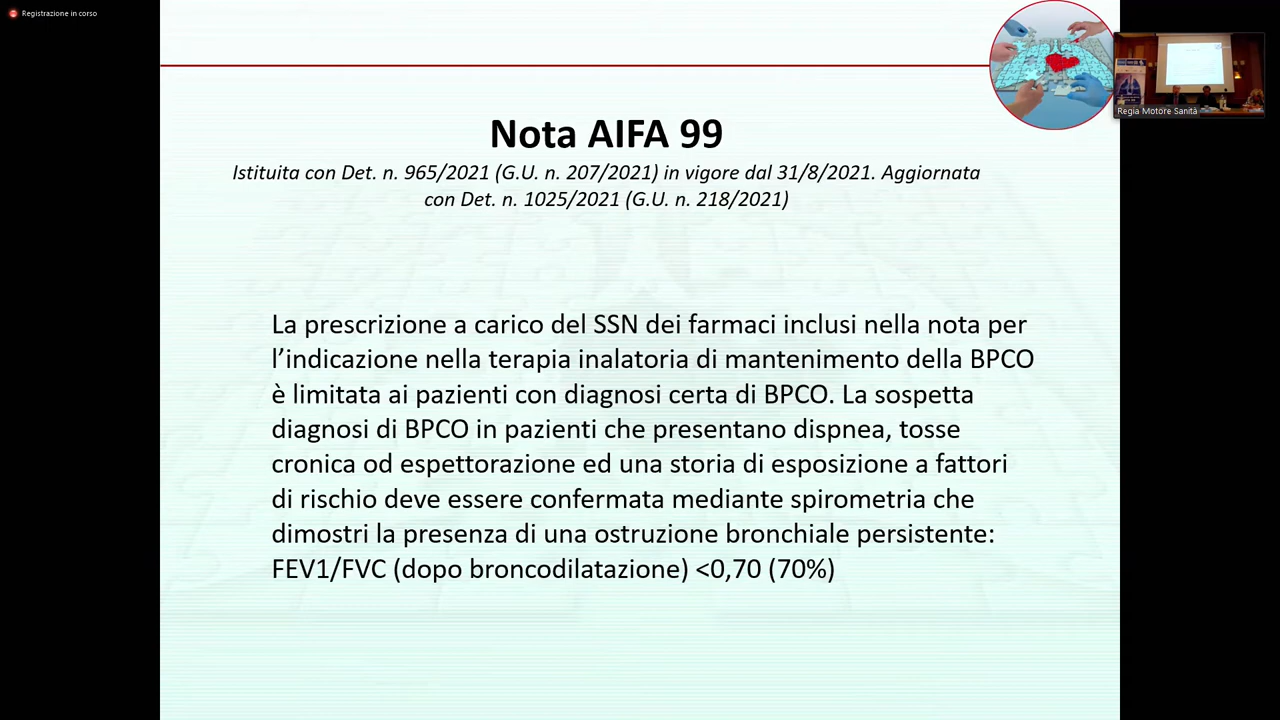 Registrazione in corso
Regia Motore Sanità
Nota AIFA 99
Istituita con Det. n. 965/2021 (G.U. n. 207/2021) in vigore dal 31/8/2021. Aggiornata
con Det. n. 1025/2021 (G.U. n. 218/2021)
La prescrizione a carico del SSN dei farmaci inclusi nella nota per
l’indicazione nella terapia inalatoria di mantenimento della BPCO
è limitata ai pazienti con diagnosi certa di BPCO. La sospetta
diagnosi di BPCO in pazienti che presentano dispnea, tosse
cronica od espettorazione ed una storia di esposizione a fattori
di rischio deve essere confermata mediante spirometria che
dimostri la presenza di una ostruzione bronchiale persistente:
FEV1/FVC (dopo broncodilatazione) <0,70 (70%)